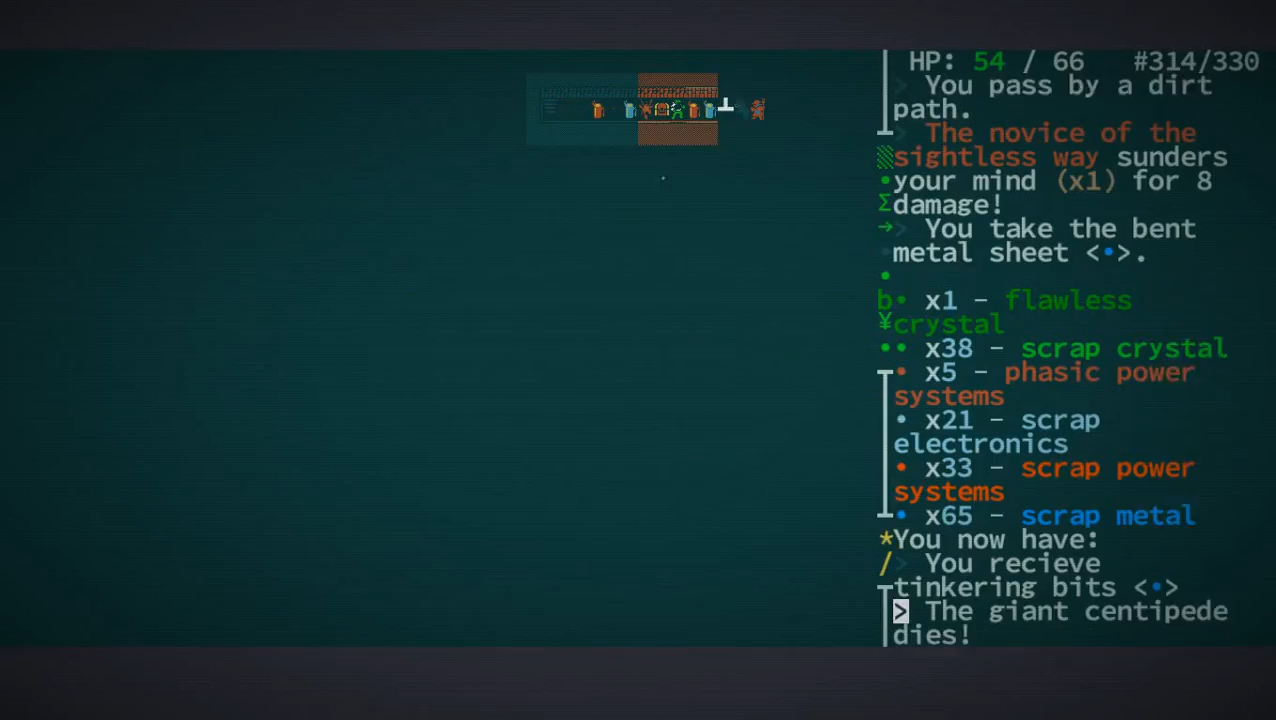 HP: 54 / 66 #314/330
> You pass by a dirt
path.
> The novice of the
sightless way sunders
your mind (x1) for 8
damage!
> You take the bent
metal sheet <•>.
x1 - flawless
crystal
• x38 - scrap crystal
• x5 - phasic power
systems
• x21 - scrap
electronics
• x33 - scrap power
systems
• x65 - scrap metal
You now have:
> You recieve
tinkering bits <•>
> The giant centipede
dies!